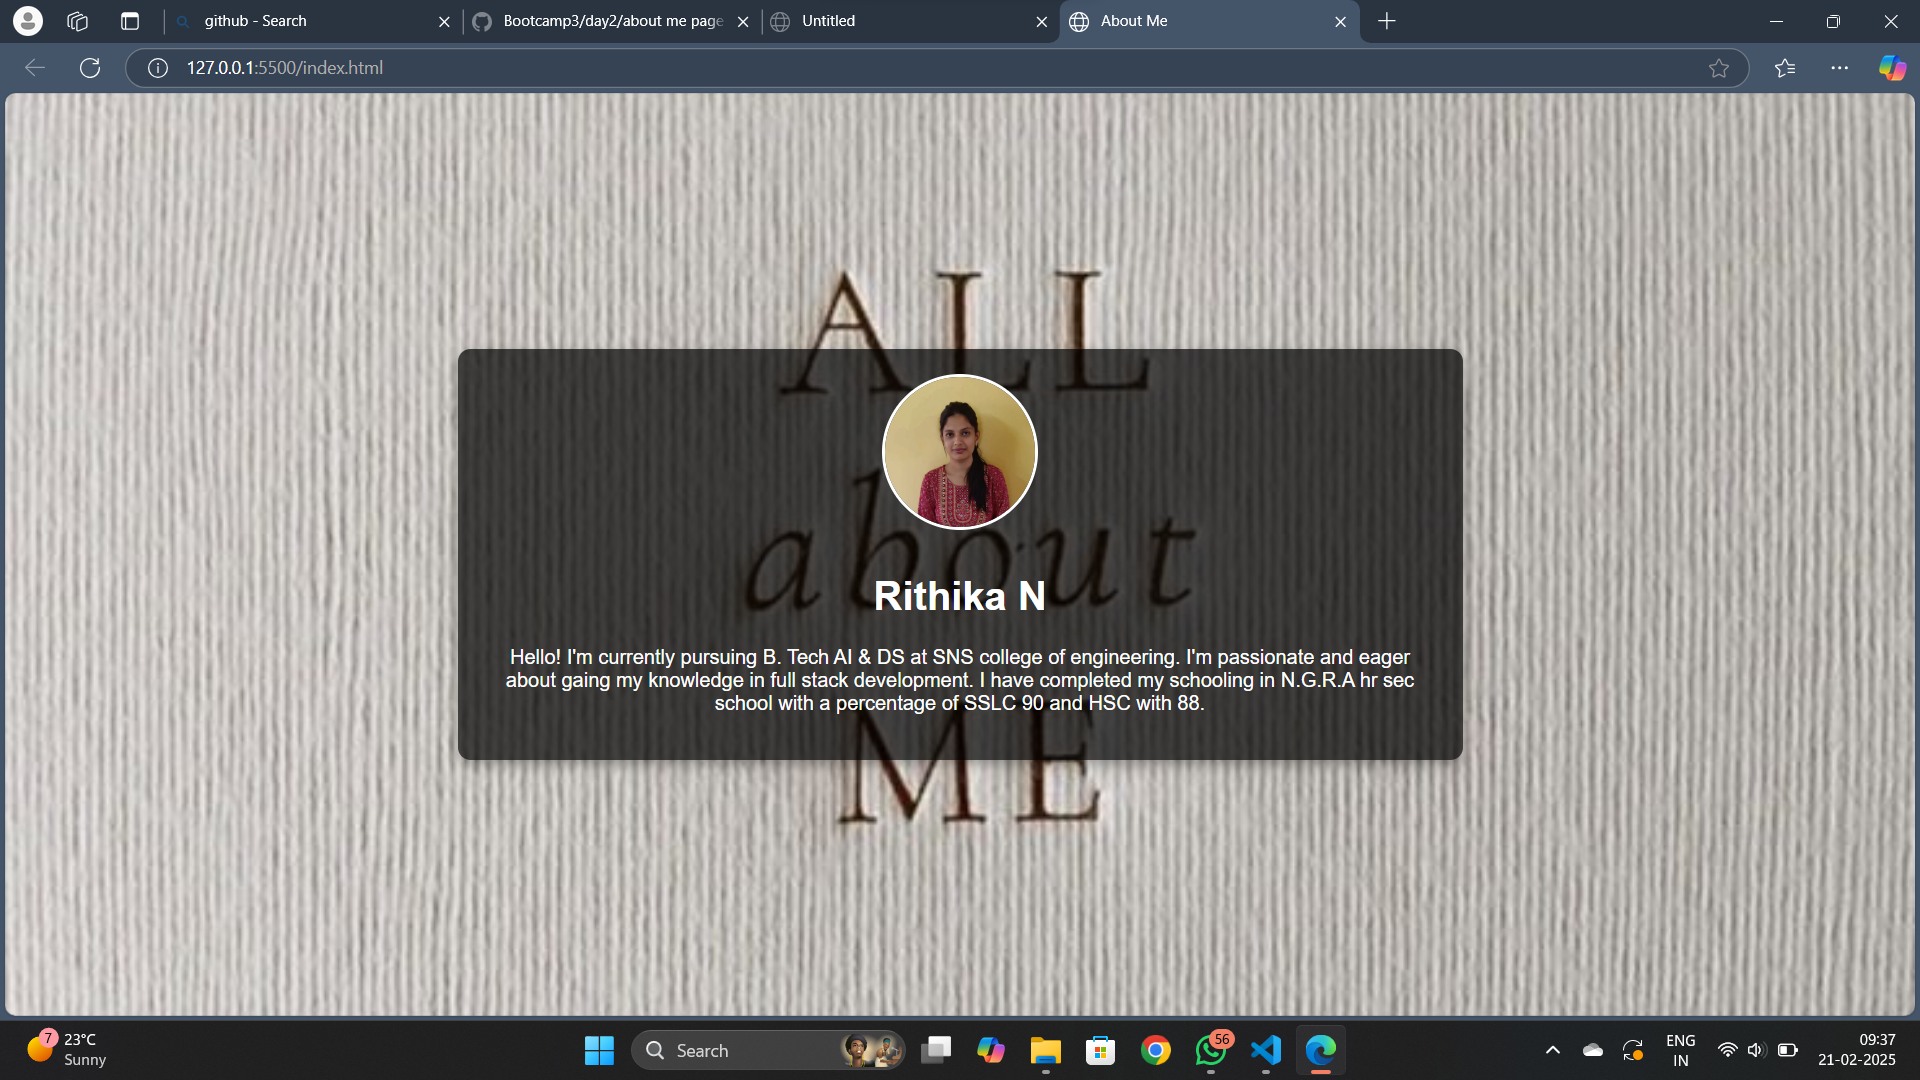 github - Search
Bootcamp3/day2/about me page
Untitled
About Me
127.0.0.1:5500/index.html
ALL
about
ME
Rithika N
Hello! I'm currently pursuing B. Tech AI & DS at SNS college of engineering. I'm passionate and eager
about gaing my knowledge in full stack development. I have completed my schooling in N.G.R.A hr sec
school with a percentage of SSLC 90 and HSC with 88.
7
23°C
Sunny
Search
56
ENG
IN
09:37
21-02-2025